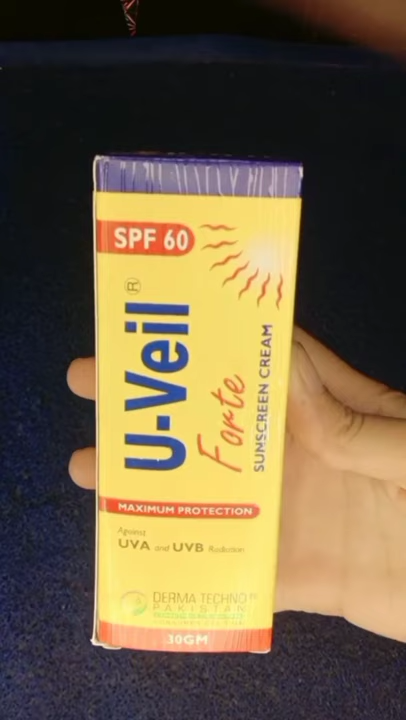 SPF 60
U-Veil®
Forte
SUNSCREEN CREAM
MAXIMUM PROTECTION
Against
UVA and UVB Radiation
DERMA TECHNO
PAKISTAN
30GM